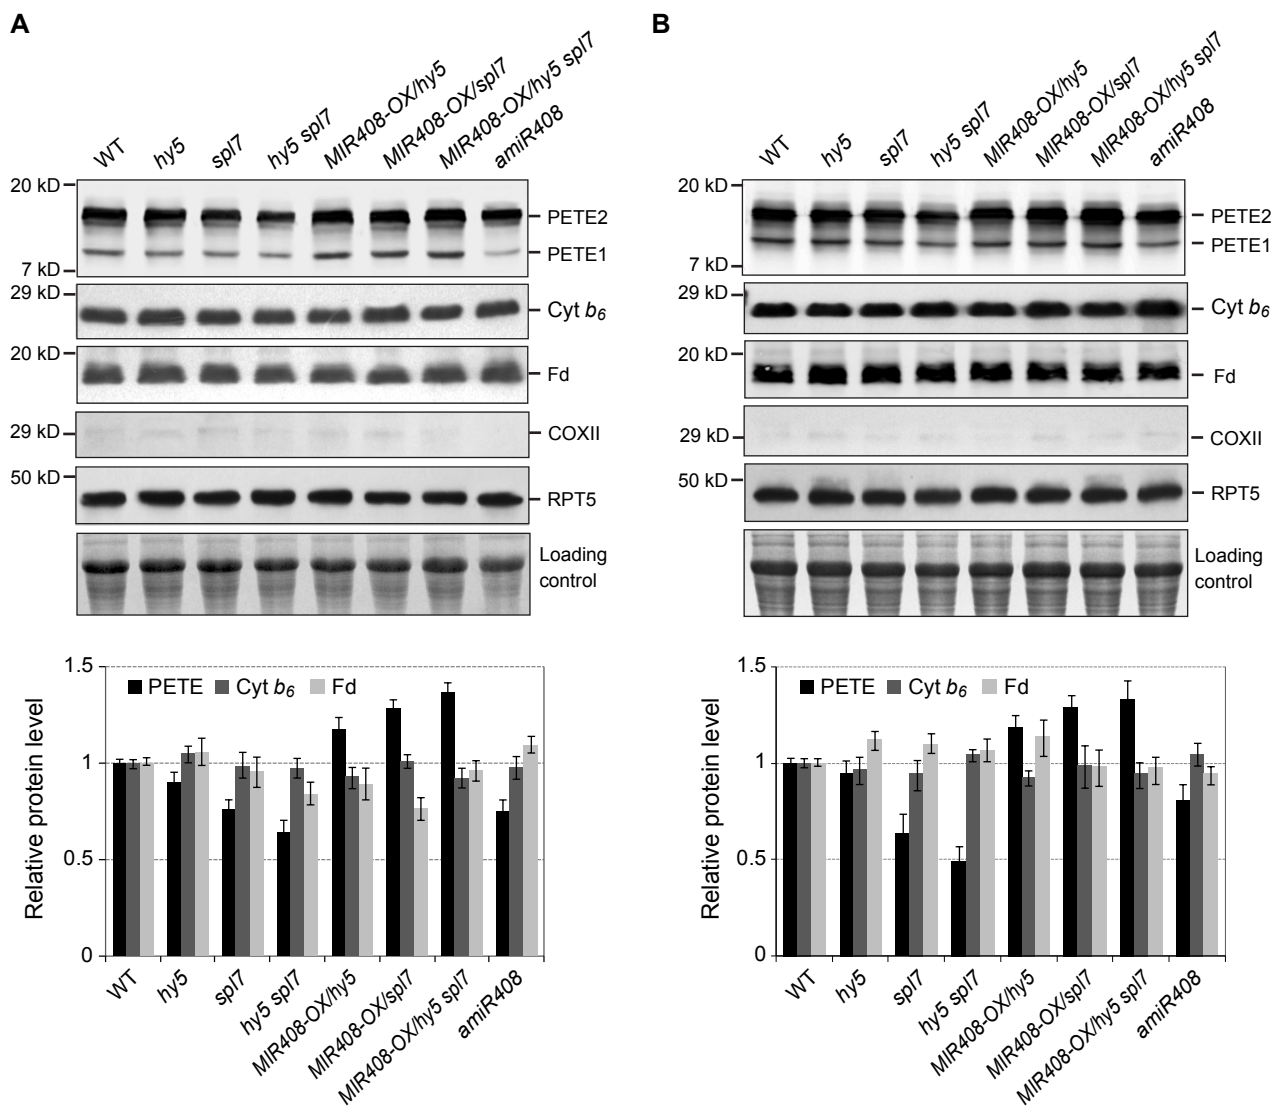 A
WT hy5 spl7 hy5 spl7 MIR408-OX/hy5 MIR408-OX/spl7 MIR408-OX/hy5 spl7 amiR408
20 kD
PETE2
PETE1
7 kD
29 kD
Cyt b6
20 kD
Fd
29 kD
COXII
50 kD
RPT5
Loading
control
1.5
1
0.5
0
Relative protein level
PETE Cyt b6 Fd
WT hy5 spl7 hy5 spl7 MIR408-OX/hy5 MIR408-OX/spl7 MIR408-OX/hy5 spl7 amiR408
B
WT hy5 spl7 hy5 spl7 MIR408-OX/hy5 MIR408-OX/spl7 MIR408-OX/hy5 spl7 amiR408
20 kD
PETE2
PETE1
7 kD
29 kD
Cyt b6
20 kD
Fd
29 kD
COXII
50 kD
RPT5
Loading
control
1.5
1
0.5
0
Relative protein level
PETE Cyt b6 Fd
WT hy5 spl7 hy5 spl7 MIR408-OX/hy5 MIR408-OX/spl7 MIR408-OX/hy5 spl7 amiR408